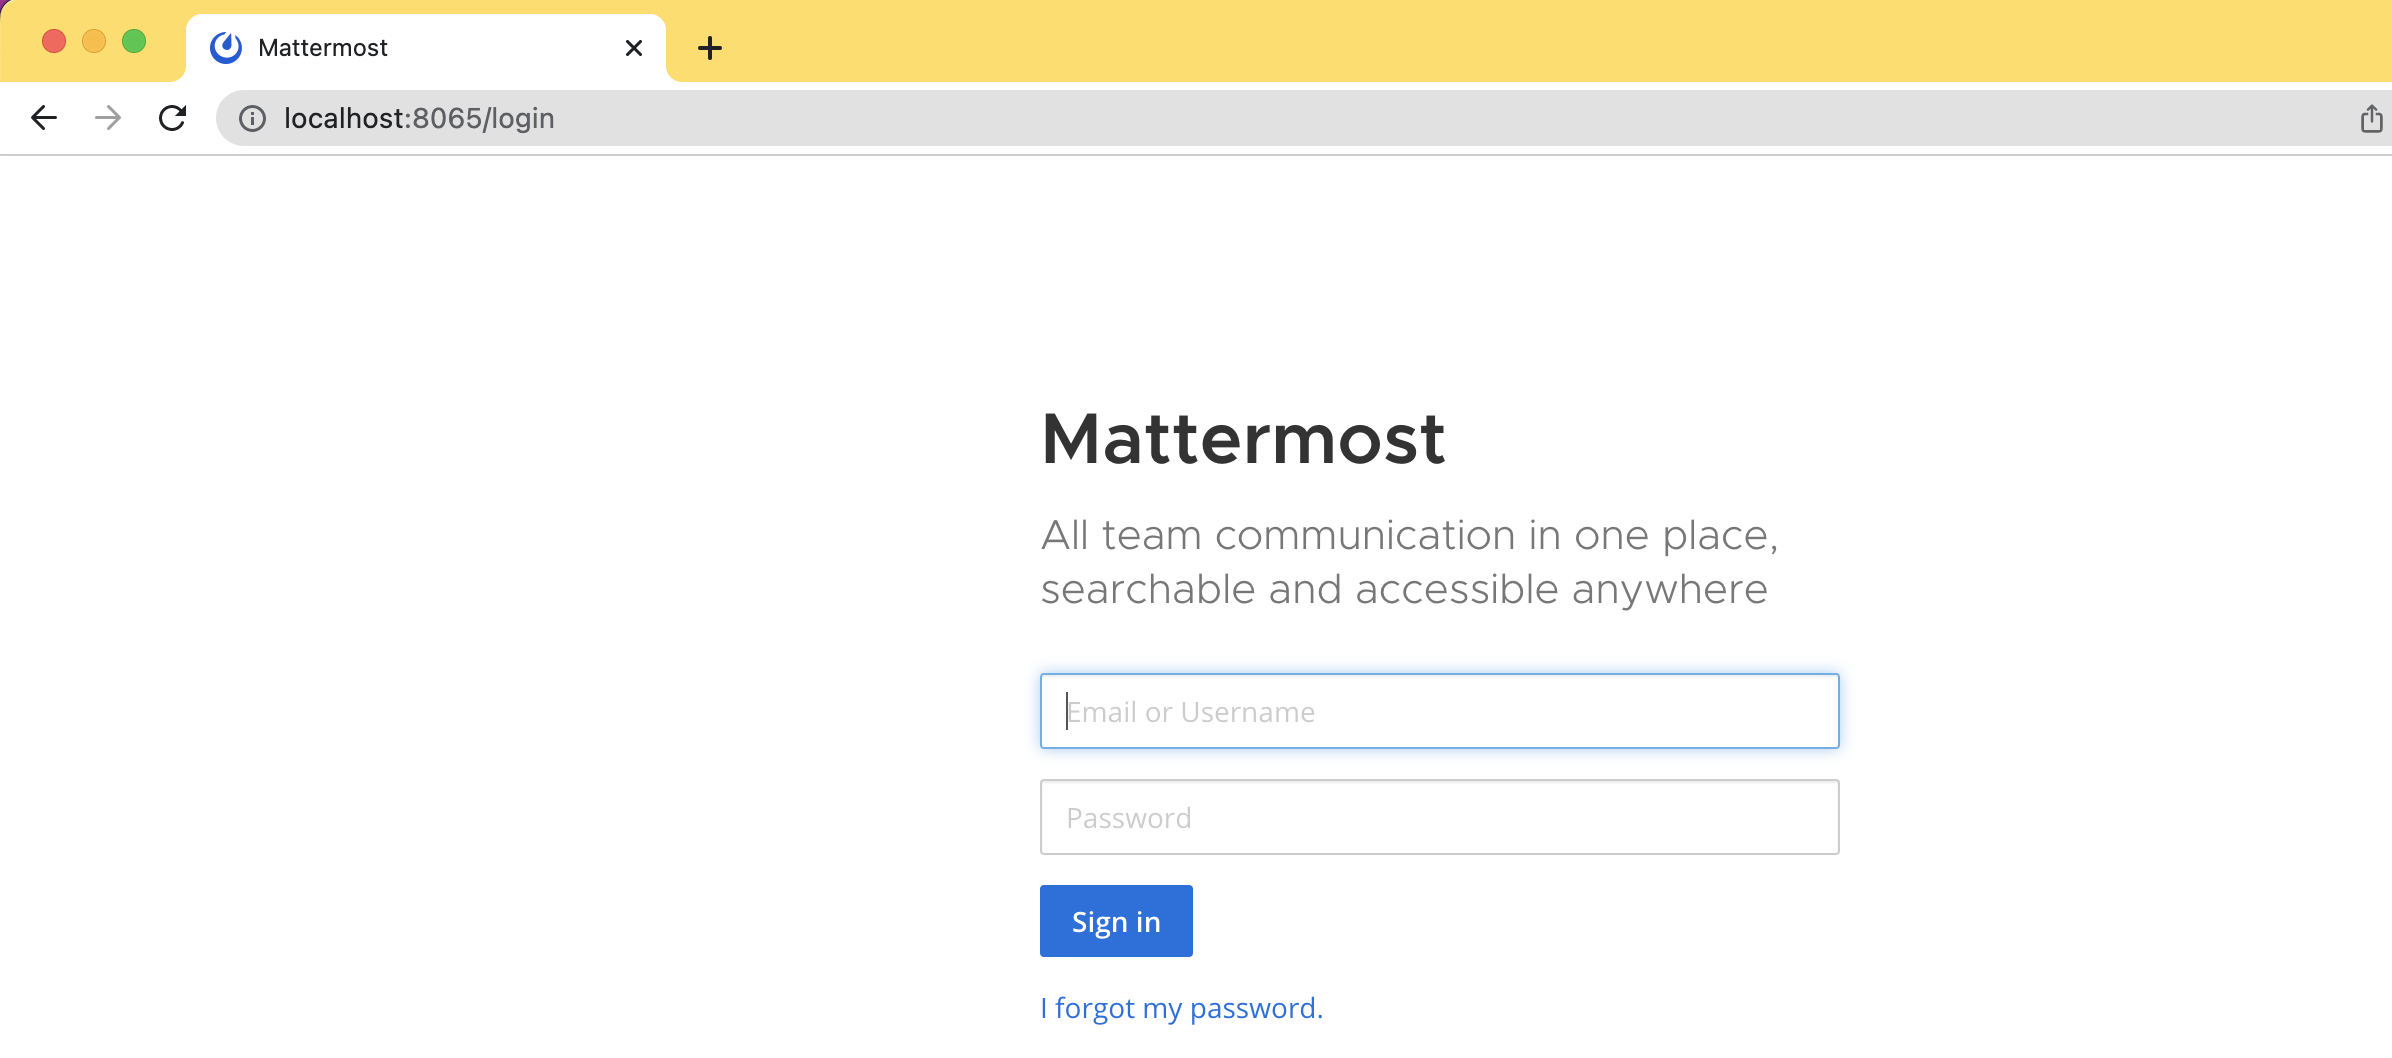 Mattermost
localhost:8065/login
Mattermost
All team communication in one place,
searchable and accessible anywhere
Email or Username
Password
Sign in
I forgot my password.